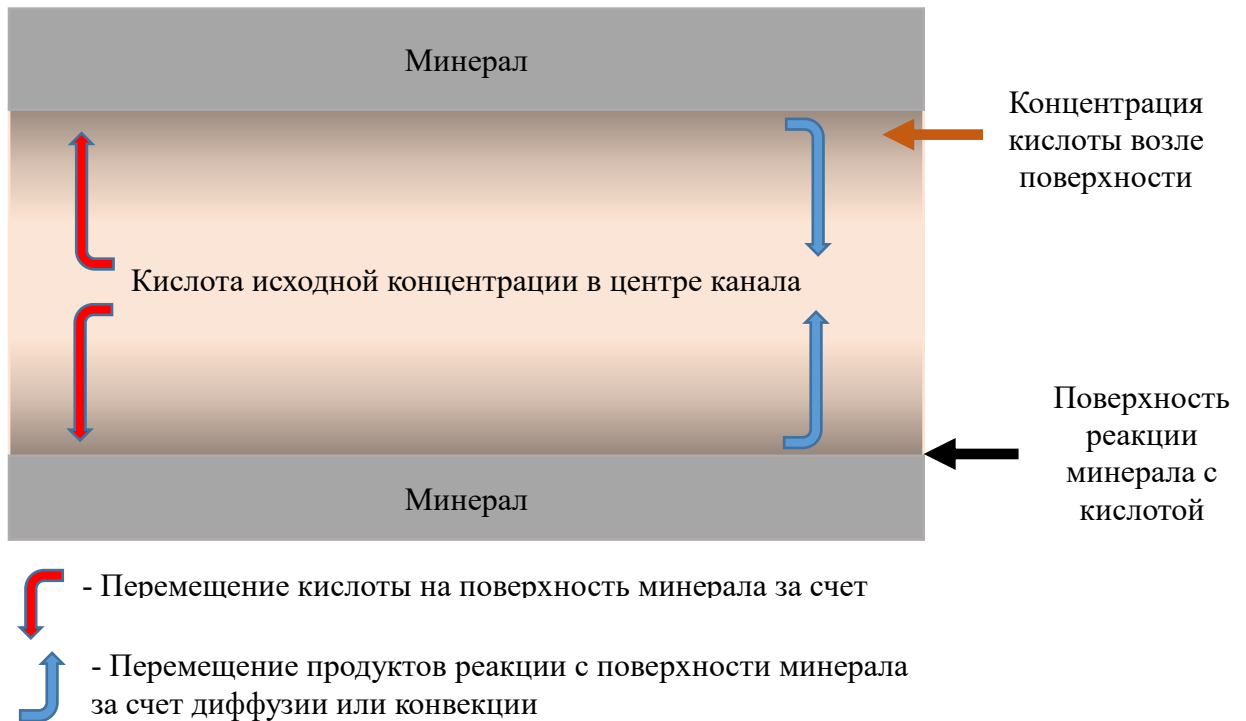 Минерал
Концентрация
кислоты возле
поверхности
Кислота исходной концентрации в центре канала
Поверхность
реакции
минерала с
кислотой
Минерал
- Перемещение кислоты на поверхность минерала за счет
- Перемещение продуктов реакции с поверхности минерала
за счет диффузии или конвекции